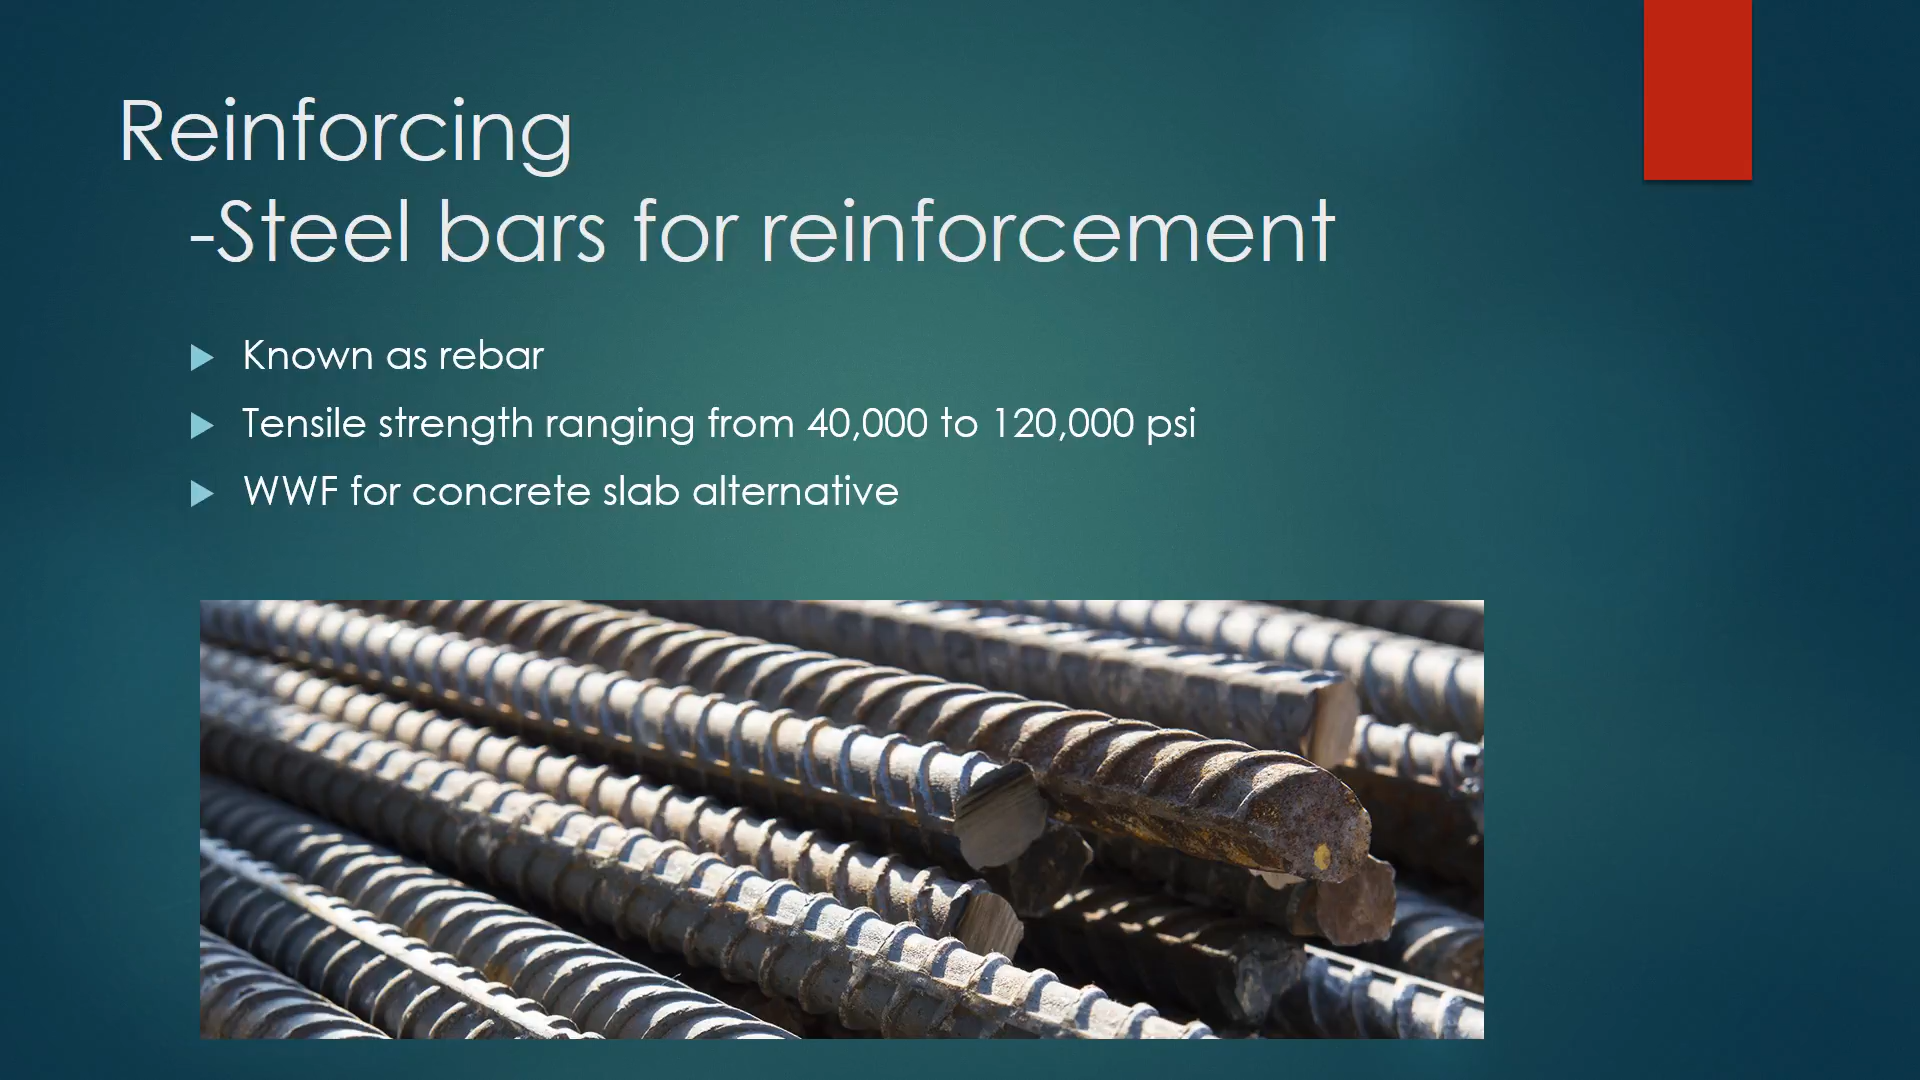 Reinforcing
-Steel bars for reinforcement
Known as rebar
Tensile strength ranging from 40,000 to 120,000 psi
WWF for concrete slab alternative